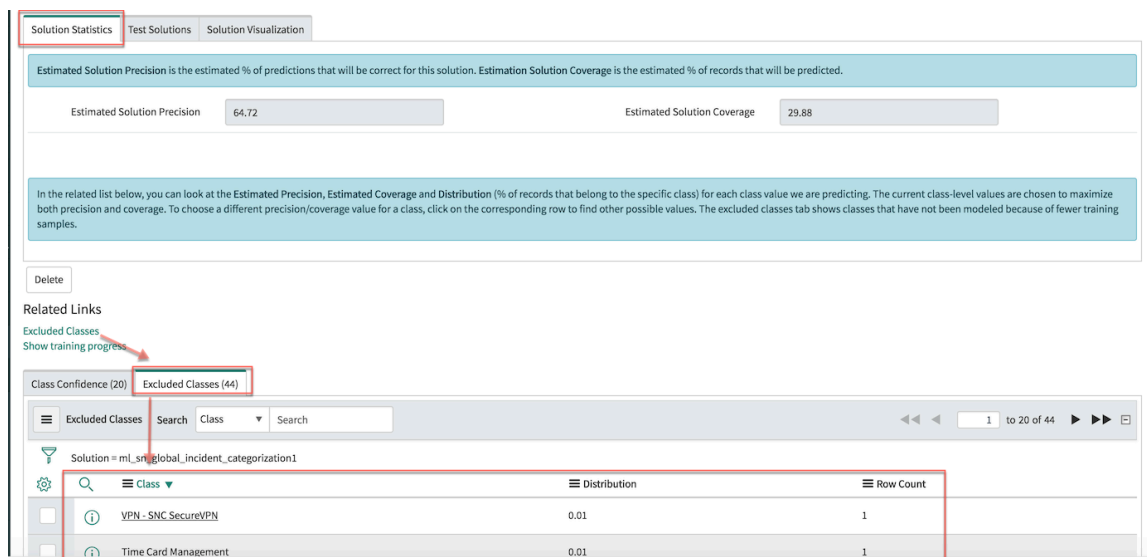 Solution Statistics Test Solutions Solution Visualization
Estimated Solution Precision is the estimated % of predictions that will be correct for this solution. Estimation Solution Coverage is the estimated % of records that will be predicted.
Estimated Solution Precision 64.72 Estimated Solution Coverage 29.88
In the related list below, you can look at the Estimated Precision, Estimated Coverage and Distribution (% of records that belong to the specific class) for each class value we are predicting. The current class-level values are chosen to maximize
both precision and coverage. To choose a different precision/coverage value for a class, click on the corresponding row to find other possible values. The excluded classes tab shows classes that have not been modeled because of fewer training
samples.
Delete
Related Links
Excluded Classes
Show training progress
Class Confidence (20) Excluded Classes (44)
Excluded Classes Search Class Search 1 to 20 of 44
Solution = ml_sn_global_incident_categorization1
Class Distribution Row Count
VPN - SNC SecureVPN 0.01 1
Time Card Management 0.01 1